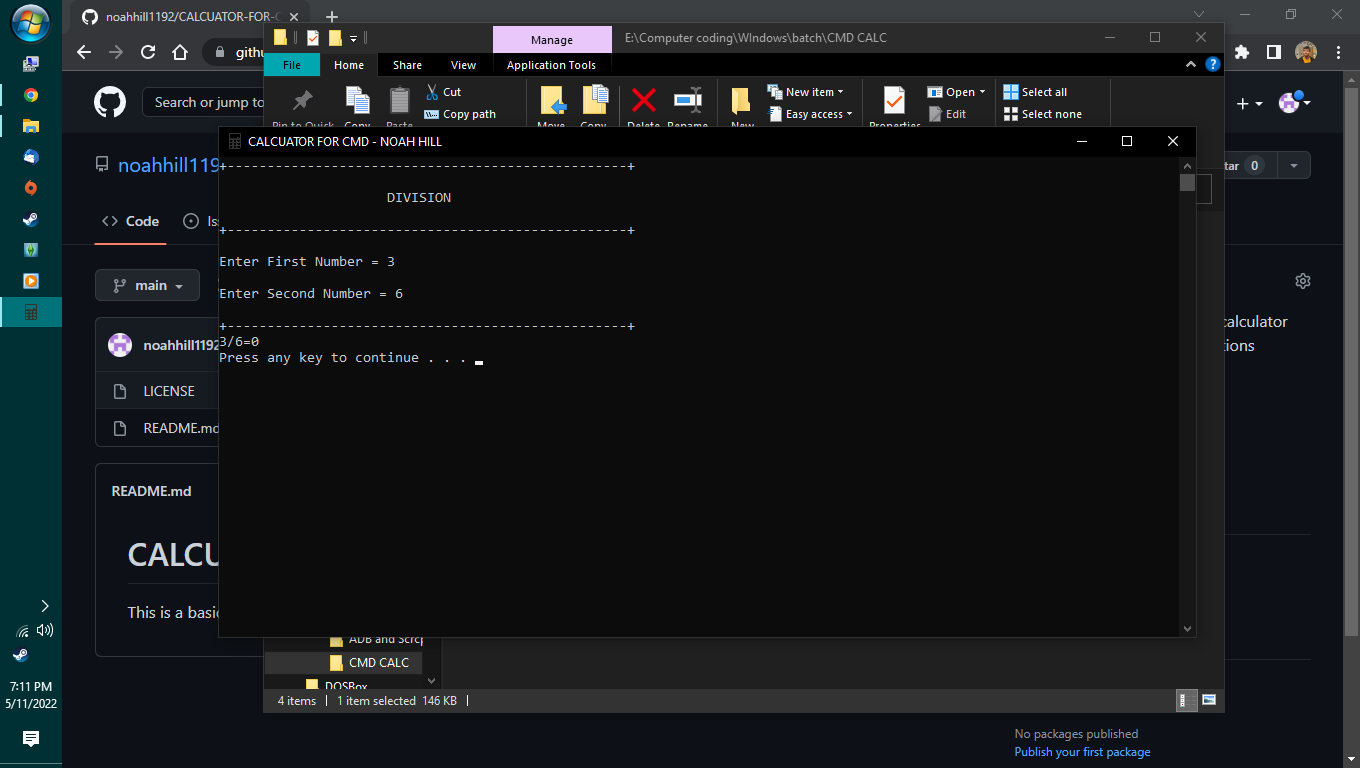 noahhill1192/CALCUATOR-FOR-C
Manage
E:\Computer coding\WIndows\batch\CMD CALC
File
Home
Share
View
Application Tools
Search or jump to
Pin to Quick
Copy
Paste
Cut
Copy path
Move
Copy
Delete
Rename
New
New item
Easy access
Properties
Open
Edit
Select all
Select none
CALCUATOR FOR CMD - NOAH HILL
+--------------------------------------------------+
DIVISION
+--------------------------------------------------+
Enter First Number = 3
Enter Second Number = 6
+--------------------------------------------------+
3/6=0
Press any key to continue . . .
noahhill119
tar 0
<> Code
Is
main
noahhill1192
LICENSE
README.md
README.md
CALCU
This is a basic
alculator
ions
ADB and Scrcp
CMD CALC
DOSBox
4 items
1 item selected 146 KB
No packages published
Publish your first package
7:11 PM
5/11/2022